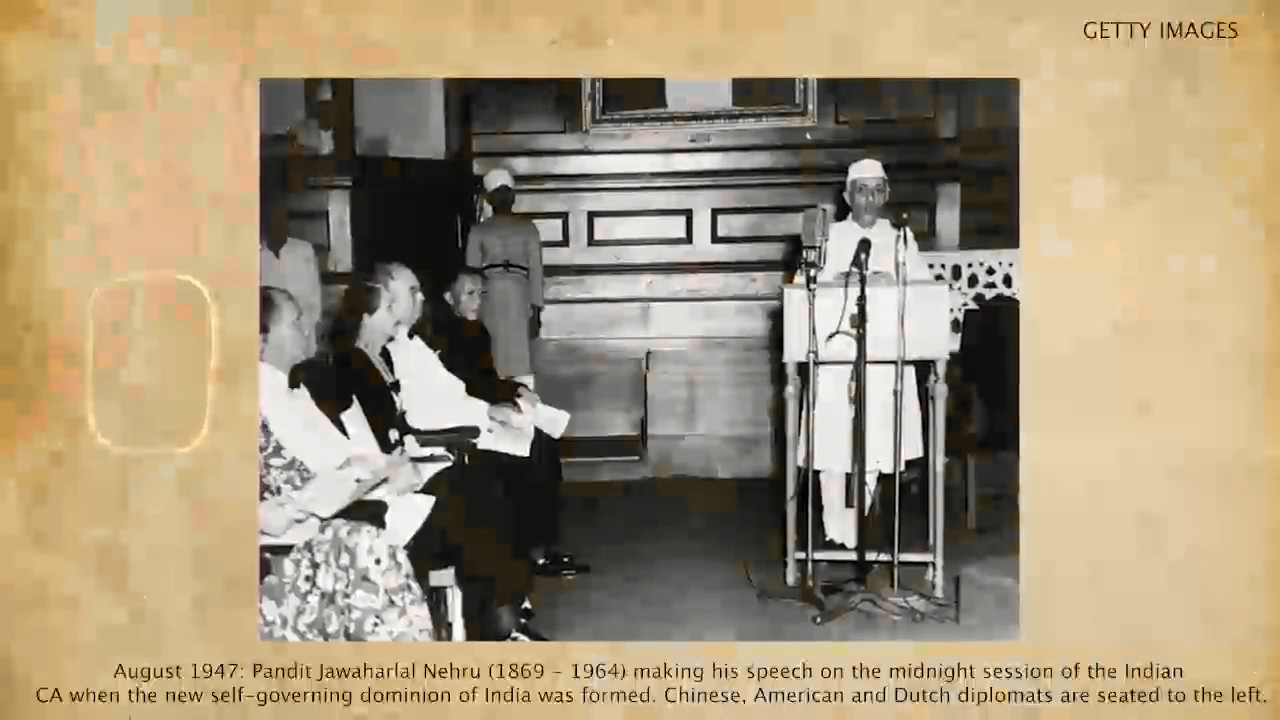 GETTY IMAGES
August 1947: Pandit Jawaharlal Nehru (1869 - 1964) making his speech on the midnight session of the Indian
CA when the new self-governing dominion of India was formed. Chinese, American and Dutch diplomats are seated to the left.